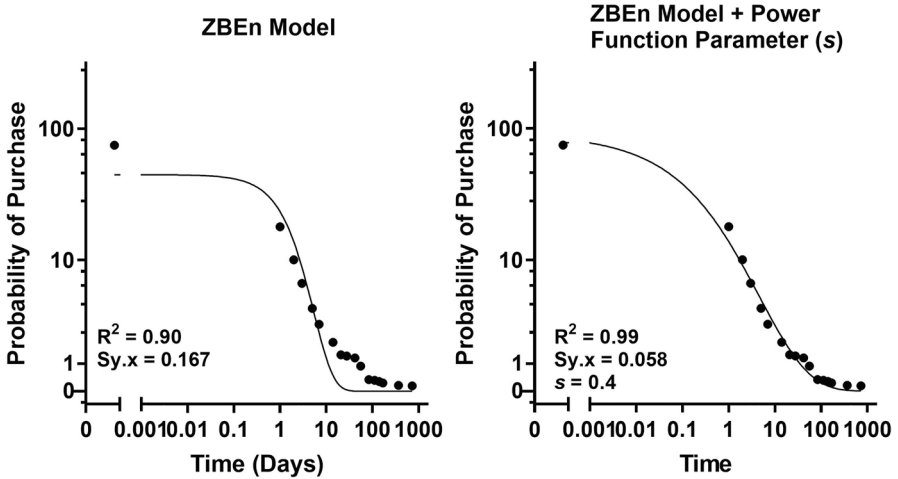 ZBEn Model
Probability of Purchase
100
10
1
0
R² = 0.90
Sy.x = 0.167
0 0.001 0.01 0.1 1 10 100 1000
Time (Days)
ZBEn Model + Power
Function Parameter (s)
Probability of Purchase
100
10
1
0
R² = 0.99
Sy.x = 0.058
s = 0.4
0 0.001 0.01 0.1 1 10 100 1000
Time